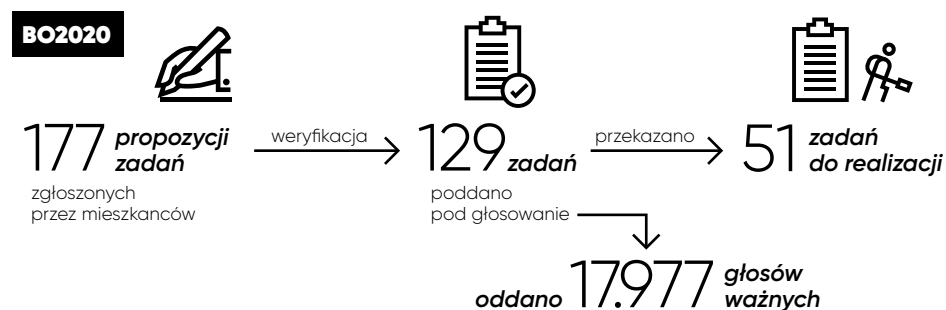 BO2020
177 propozycji
zadań
zgłoszonych
przez mieszkanców
weryfikacja
129 zadań
poddano
pod głosowanie
przekazano
51 zadań
do realizacji
oddano 17.977 głosów
ważnych